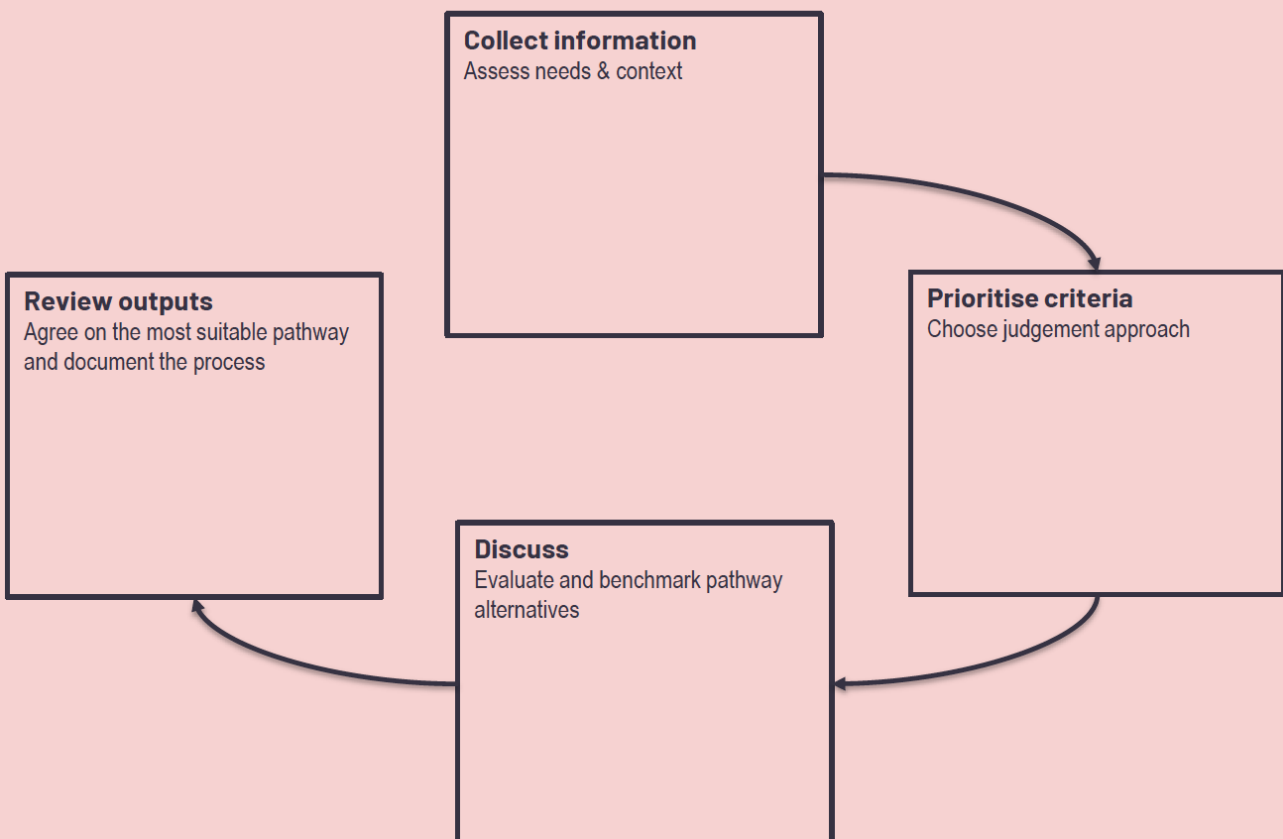 Collect information
Assess needs & context
Prioritise criteria
Choose judgement approach
Discuss
Evaluate and benchmark pathway
alternatives
Review outputs
Agree on the most suitable pathway
and document the process